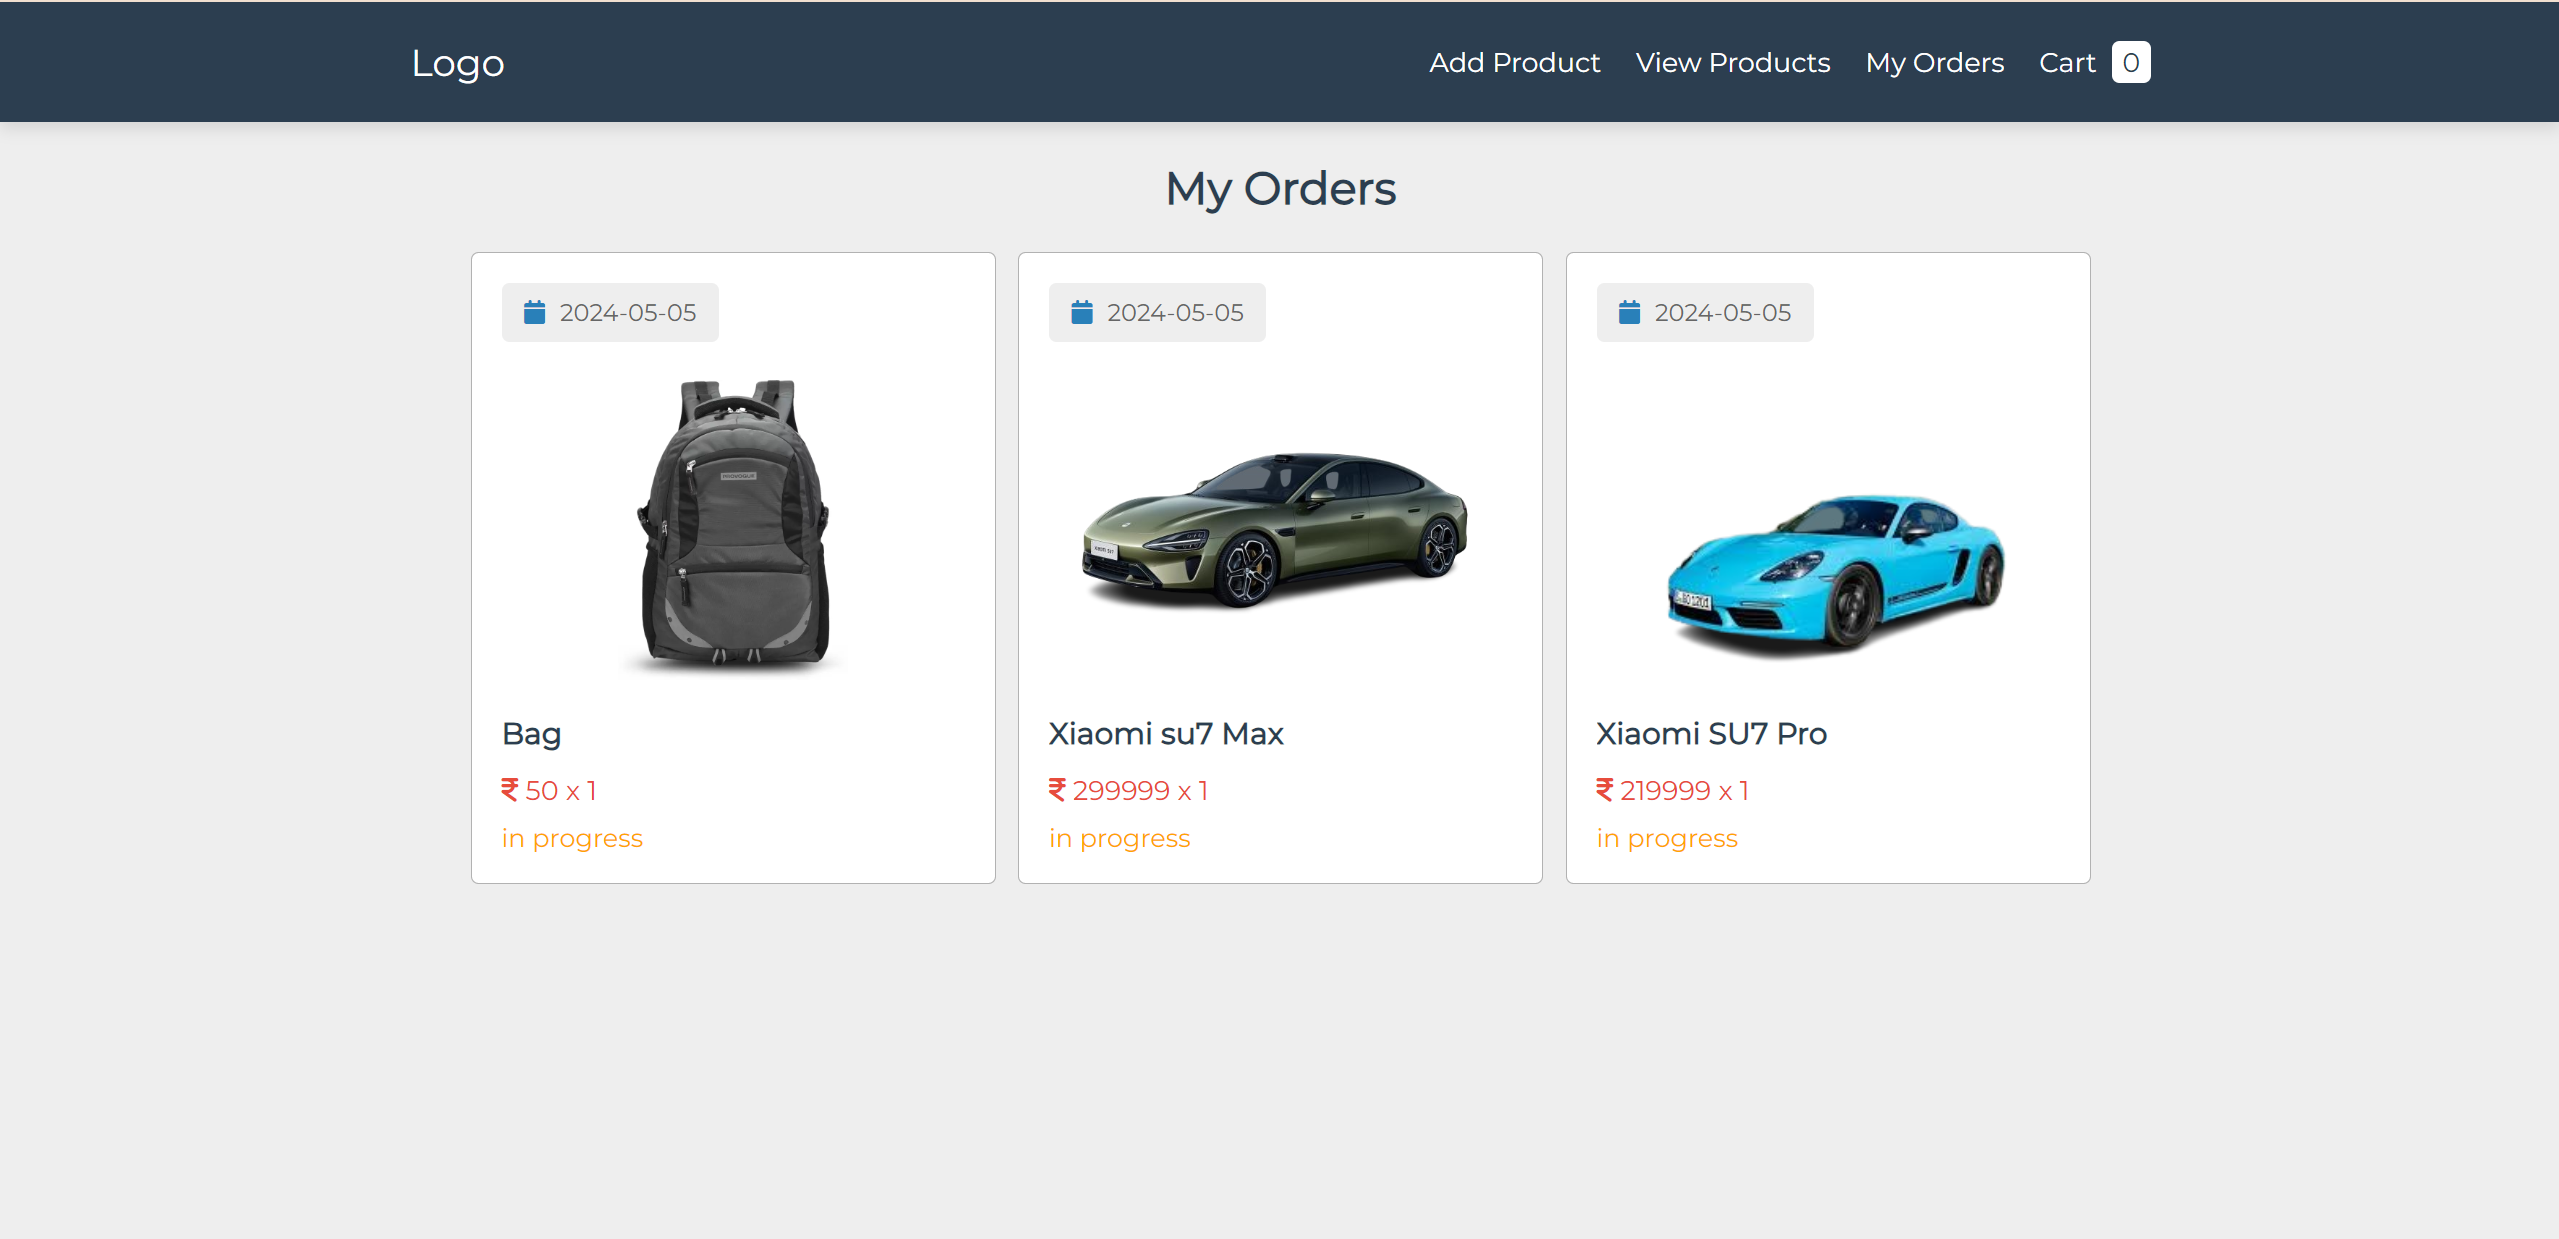 Logo
Add Product View Products My Orders Cart 0
My Orders
2024-05-05
2024-05-05
2024-05-05
PROVOGUE
Bag
₹ 50 x 1
in progress
Xiaomi su7 Max
₹ 299999 x 1
in progress
Xiaomi SU7 Pro
₹ 219999 x 1
in progress